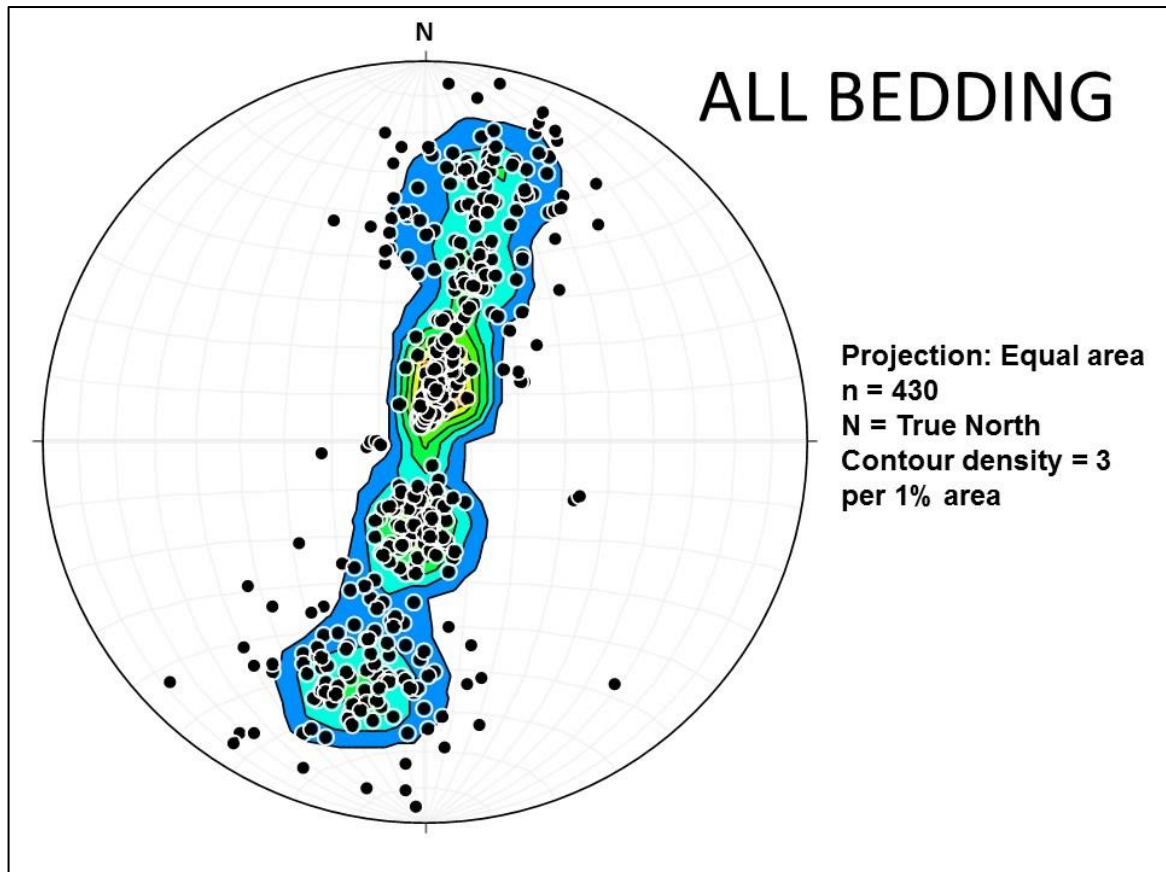 N
ALL BEDDING
Projection: Equal area
n = 430
N = True North
Contour density = 3
per 1% area